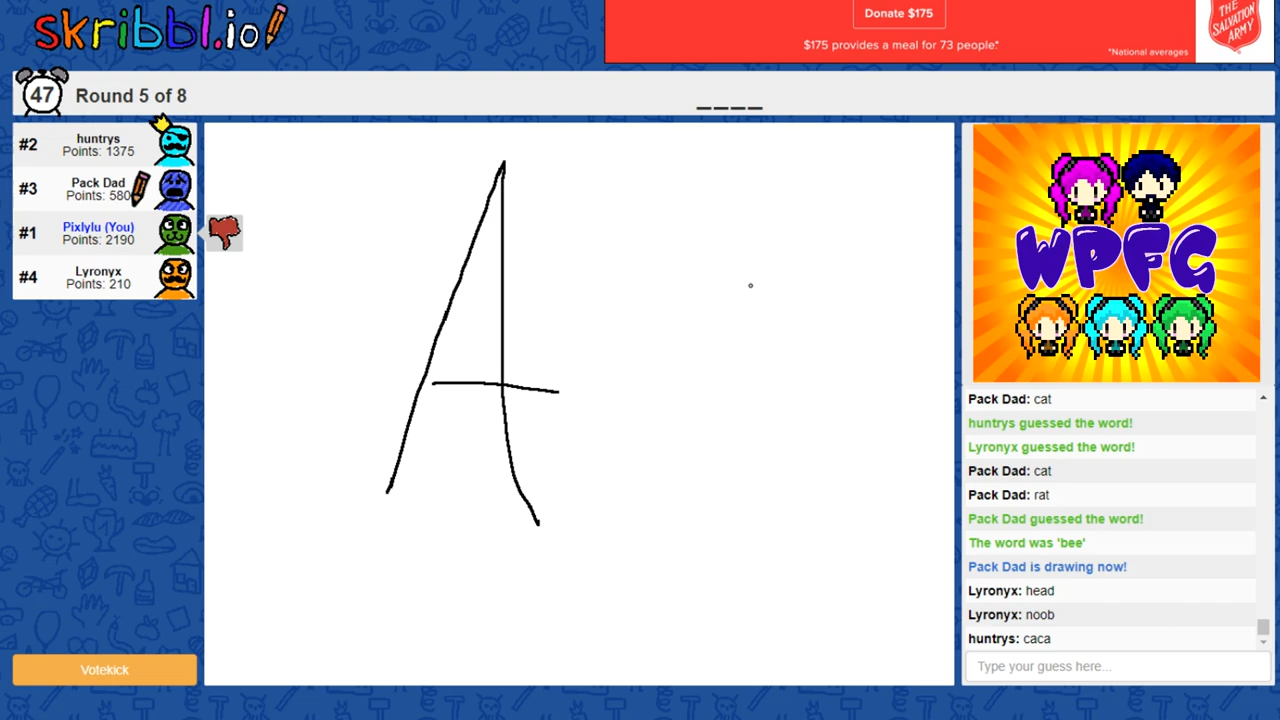 skribbl.io
Donate $175
$175 provides a meal for 73 people.*
*National averages
THE SALVATION ARMY
47
Round 5 of 8
_ _ _ _
#2 huntrys
Points: 1375
#3 Pack Dad
Points: 580
#1 Pixlylu (You)
Points: 2190
#4 Lyronyx
Points: 210
A
WPFG
Pack Dad: cat
huntrys guessed the word!
Lyronyx guessed the word!
Pack Dad: cat
Pack Dad: rat
Pack Dad guessed the word!
The word was 'bee'
Pack Dad is drawing now!
Lyronyx: head
Lyronyx: noob
huntrys: caca
Type your guess here...
Votekick